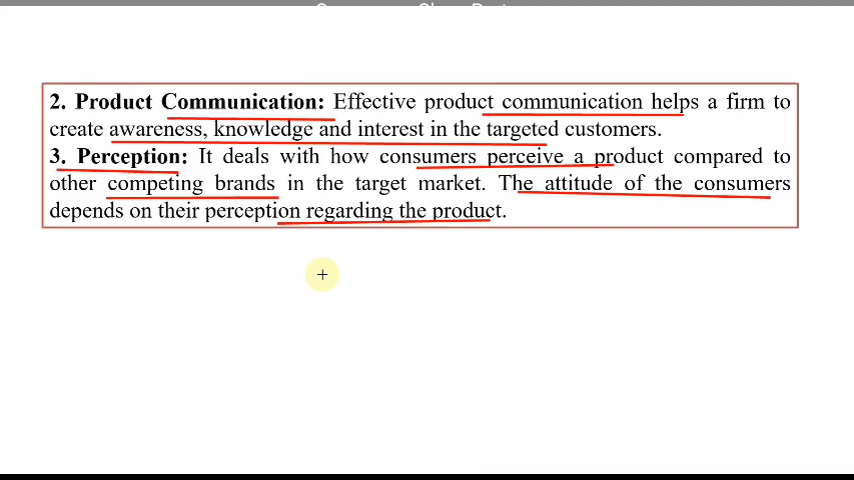 2. Product Communication: Effective product communication helps a firm to
create awareness, knowledge and interest in the targeted customers.
3. Perception: It deals with how consumers perceive a product compared to
other competing brands in the target market. The attitude of the consumers
depends on their perception regarding the product.